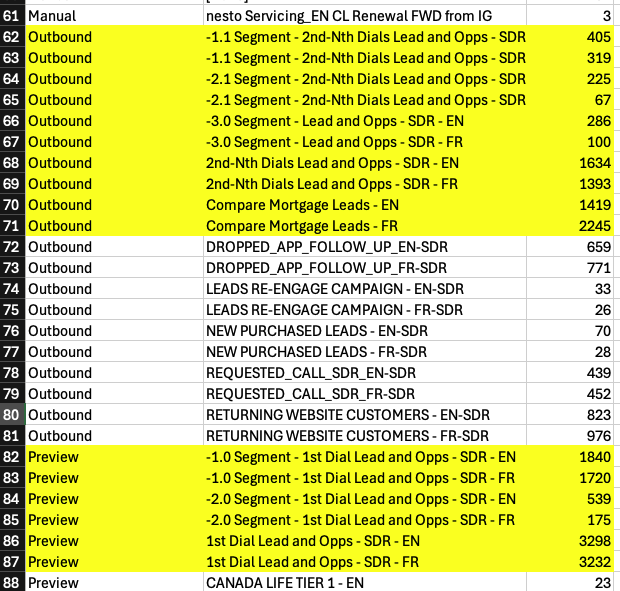 61 Manual nesto Servicing_EN CL Renewal FWD from IG 3
62 Outbound -1.1 Segment - 2nd-Nth Dials Lead and Opps - SDR 405
63 Outbound -1.1 Segment - 2nd-Nth Dials Lead and Opps - SDR 319
64 Outbound -2.1 Segment - 2nd-Nth Dials Lead and Opps - SDR 225
65 Outbound -2.1 Segment - 2nd-Nth Dials Lead and Opps - SDR 67
66 Outbound -3.0 Segment - Lead and Opps - SDR - EN 286
67 Outbound -3.0 Segment - Lead and Opps - SDR - FR 100
68 Outbound 2nd-Nth Dials Lead and Opps - SDR - EN 1634
69 Outbound 2nd-Nth Dials Lead and Opps - SDR - FR 1393
70 Outbound Compare Mortgage Leads - EN 1419
71 Outbound Compare Mortgage Leads - FR 2245
72 Outbound DROPPED_APP_FOLLOW_UP_EN-SDR 659
73 Outbound DROPPED_APP_FOLLOW_UP_FR-SDR 771
74 Outbound LEADS RE-ENGAGE CAMPAIGN - EN-SDR 33
75 Outbound LEADS RE-ENGAGE CAMPAIGN - FR-SDR 26
76 Outbound NEW PURCHASED LEADS - EN-SDR 70
77 Outbound NEW PURCHASED LEADS - FR-SDR 28
78 Outbound REQUESTED_CALL_SDR_EN-SDR 439
79 Outbound REQUESTED_CALL_SDR_FR-SDR 452
80 Outbound RETURNING WEBSITE CUSTOMERS - EN-SDR 823
81 Outbound RETURNING WEBSITE CUSTOMERS - FR-SDR 976
82 Preview -1.0 Segment - 1st Dial Lead and Opps - SDR - EN 1840
83 Preview -1.0 Segment - 1st Dial Lead and Opps - SDR - FR 1720
84 Preview -2.0 Segment - 1st Dial Lead and Opps - SDR - EN 539
85 Preview -2.0 Segment - 1st Dial Lead and Opps - SDR - FR 175
86 Preview 1st Dial Lead and Opps - SDR - EN 3298
87 Preview 1st Dial Lead and Opps - SDR - FR 3232
88 Preview CANADA LIFE TIER 1 - EN 23